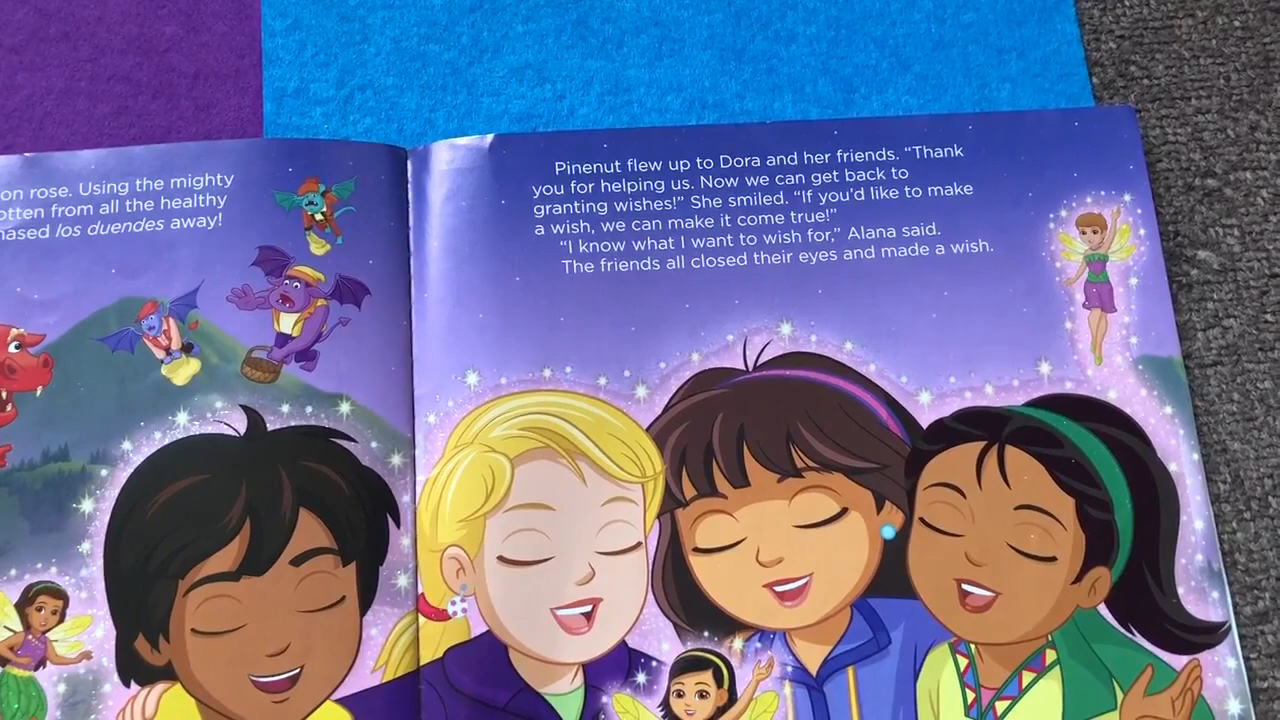 on rose. Using the mighty
otten from all the healthy
hased los duendes away!
Pinenut flew up to Dora and her friends. “Thank
you for helping us. Now we can get back to
granting wishes!” She smiled. “If you’d like to make
a wish, we can make it come true!”
“I know what I want to wish for,” Alana said.
The friends all closed their eyes and made a wish.